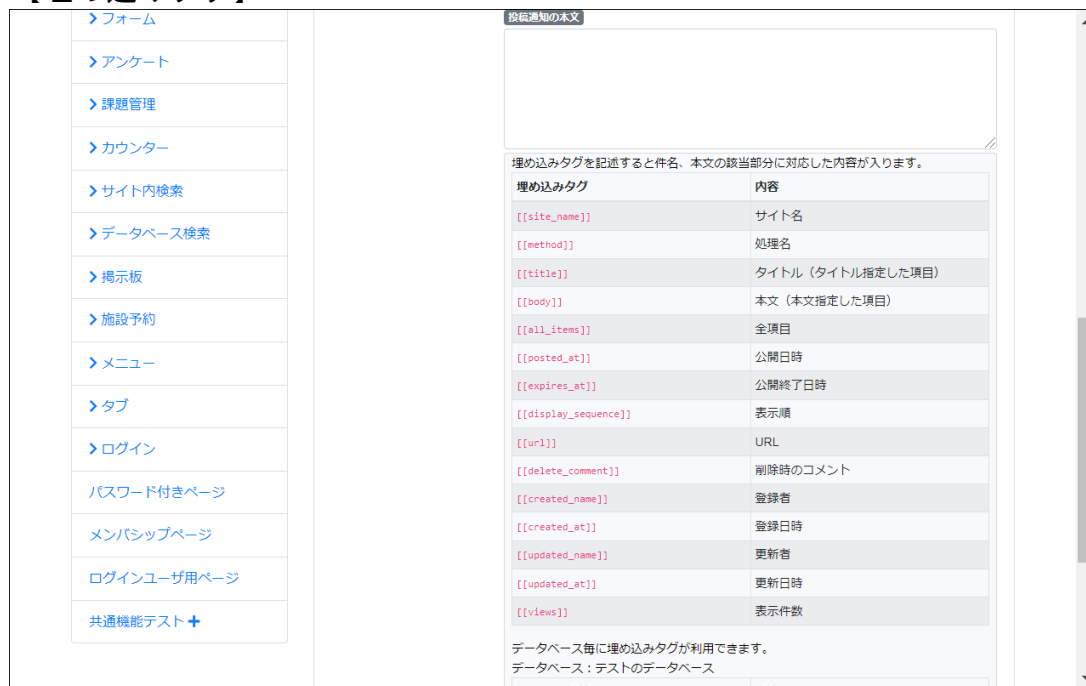 フォーム
アンケート
課題管理
カウンター
サイト内検索
データベース検索
掲示板
施設予約
メニュー
タブ
ログイン
パスワード付きページ
メンバシップページ
ログインユーザ用ページ
共通機能テスト
投稿通知の本文
埋め込みタグを記述すると件名、本文の該当部分に対応した内容が入ります。
埋め込みタグ 内容
[[site_name]] サイト名
[[method]] 処理名
[[title]] タイトル（タイトル指定した項目）
[[body]] 本文（本文指定した項目）
[[all_items]] 全項目
[[posted_at]] 公開日時
[[expires_at]] 公開終了日時
[[display_sequence]] 表示順
[[url]] URL
[[delete_comment]] 削除時のコメント
[[created_name]] 登録者
[[created_at]] 登録日時
[[updated_name]] 更新者
[[updated_at]] 更新日時
[[views]] 表示件数
データベース毎に埋め込みタグが利用できます。
データベース：テストのデータベース